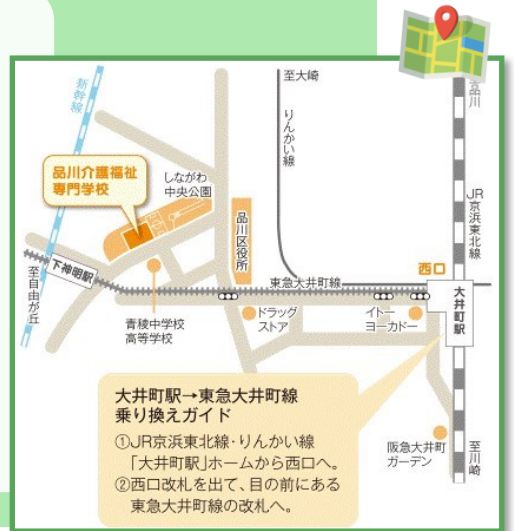 至大崎
りんかい線
新幹線
品川
JR京浜東北線
品川介護福祉
専門学校
しながわ
中央公園
品川区役所
西口
東急大井町線
大井町駅
下神明駅
至自由が丘
青稜中学校
高等学校
ドラッグ
ストア
イトー
ヨーカドー
大井町駅→東急大井町線
乗り換えガイド
①JR京浜東北線・りんかい線
「大井町駅」ホームから西口へ。
②西口改札を出て、目の前にある
東急大井町線の改札へ。
阪急大井町
ガーデン
至川崎